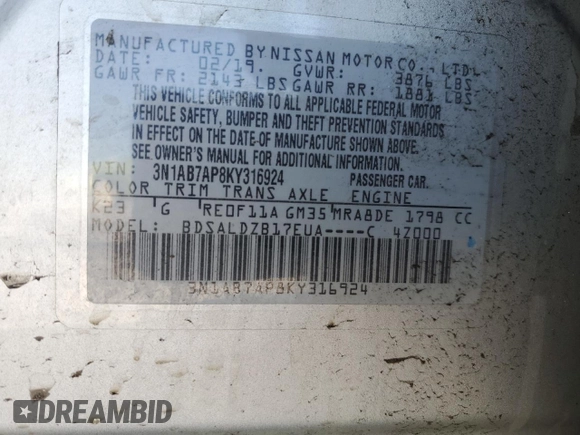 MANUFACTURED BY NISSAN MOTOR CO., LTD.
DATE: 02/19. GVWR: 3876 LBS
GAWR FR: 2143 LBS GAWR RR: 1881 LBS
THIS VEHICLE CONFORMS TO ALL APPLICABLE FEDERAL MOTOR
VEHICLE SAFETY, BUMPER AND THEFT PREVENTION STANDARDS
IN EFFECT ON THE DATE OF MANUFACTURE SHOWN ABOVE.
SEE OWNER'S MANUAL FOR ADDITIONAL INFORMATION.
VIN: 3N1AB7AP8KY316924 PASSENGER CAR.
COLOR TRIM TRANS AXLE ENGINE
K23 G RE0F11A GM35 MRA8DE 1798 CC
MODEL: BDSALDZB17EUA----C 47000
3N1AB7AP8KY316924
DREAMBID